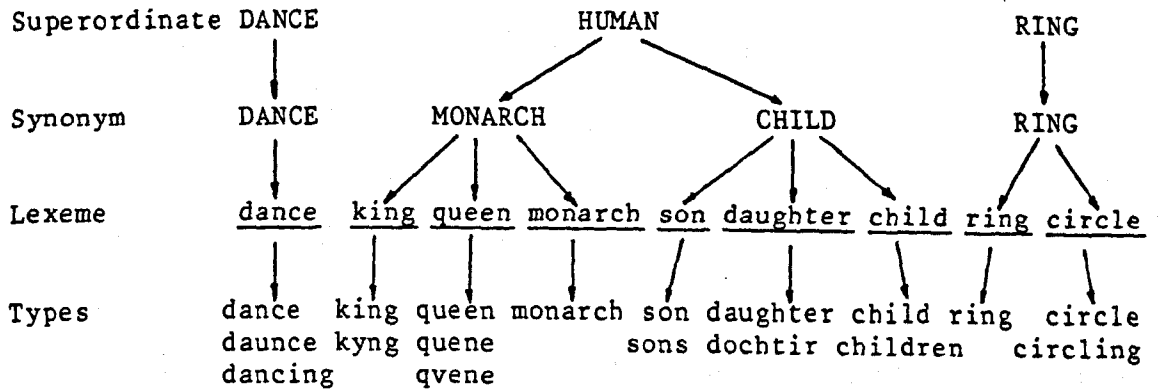 Superordinate DANCE HUMAN RING
Synonym DANCE MONARCH CHILD RING
Lexeme dance king queen monarch son daughter child ring circle
Types dance king queen monarch son daughter child ring circle
daunce kyng quene sons dochtir children circling
dancing qvene